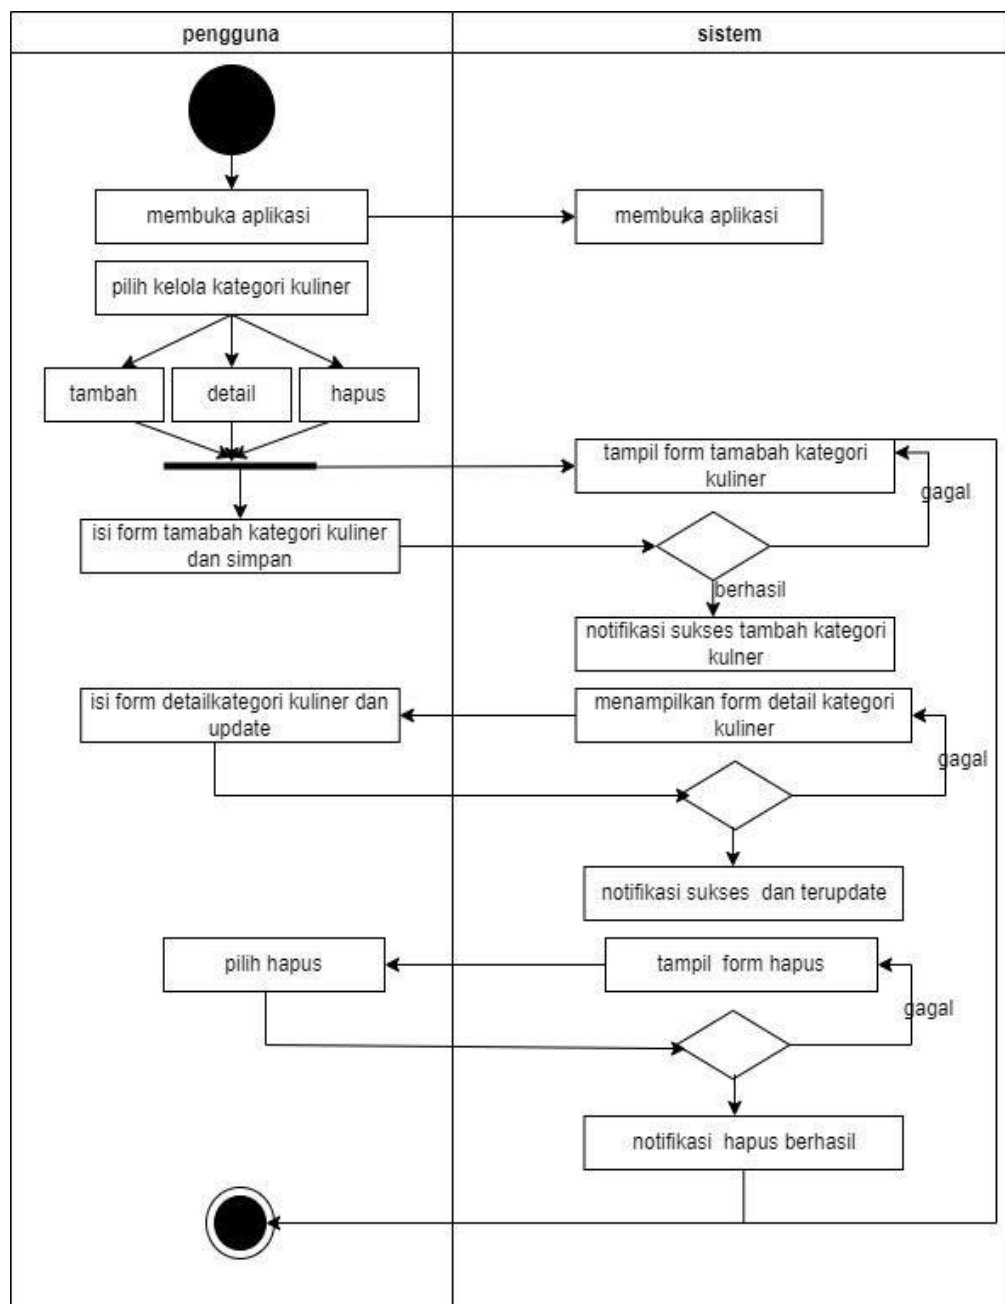 pengguna
sistem
membuka aplikasi
membuka aplikasi
pilih kelola kategori kuliner
tambah
detail
hapus
tampil form tamabah kategori
kuliner
gagal
isi form tamabah kategori kuliner
dan simpan
berhasil
notifikasi sukses tambah kategori
kulner
isi form detailkategori kuliner dan
update
menampilkan form detail kategori
kuliner
gagal
notifikasi sukses dan terupdate
pilih hapus
tampil form hapus
gagal
notifikasi hapus berhasil